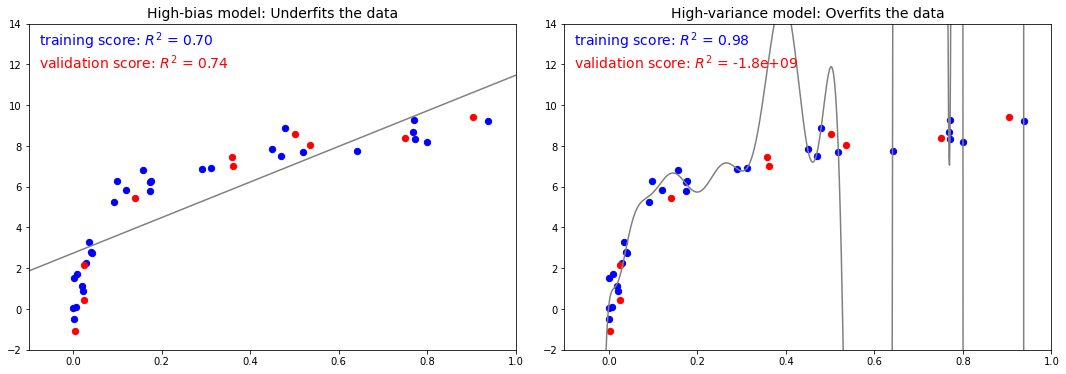 High-bias model: Underfits the data
training score: R² = 0.70
validation score: R² = 0.74
14
12
10
8
6
4
2
0
−2
0.0 0.2 0.4 0.6 0.8 1.0
High-variance model: Overfits the data
training score: R² = 0.98
validation score: R² = -1.8e+09
14
12
10
8
6
4
2
0
−2
0.0 0.2 0.4 0.6 0.8 1.0